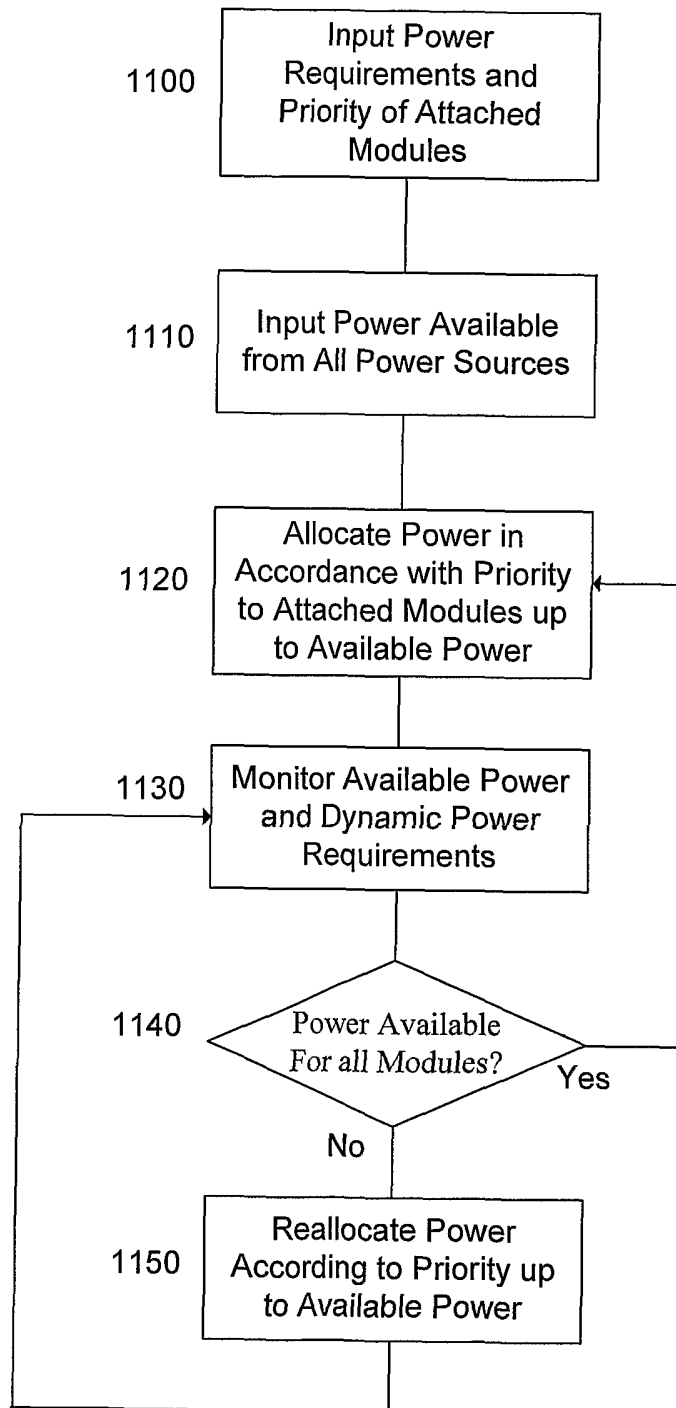 Input Power
1100
Requirements and
Priority of Attached
Modules
1110
Input Power Available
from All Power Sources
Allocate Power in
1120
Accordance with Priority
to Attached Modules up
to Available Power
1130
Monitor Available Power
and Dynamic Power
Requirements
1140
Power Available
For all Modules?
Yes
No
Reallocate Power
1150
According to Priority up
to Available Power